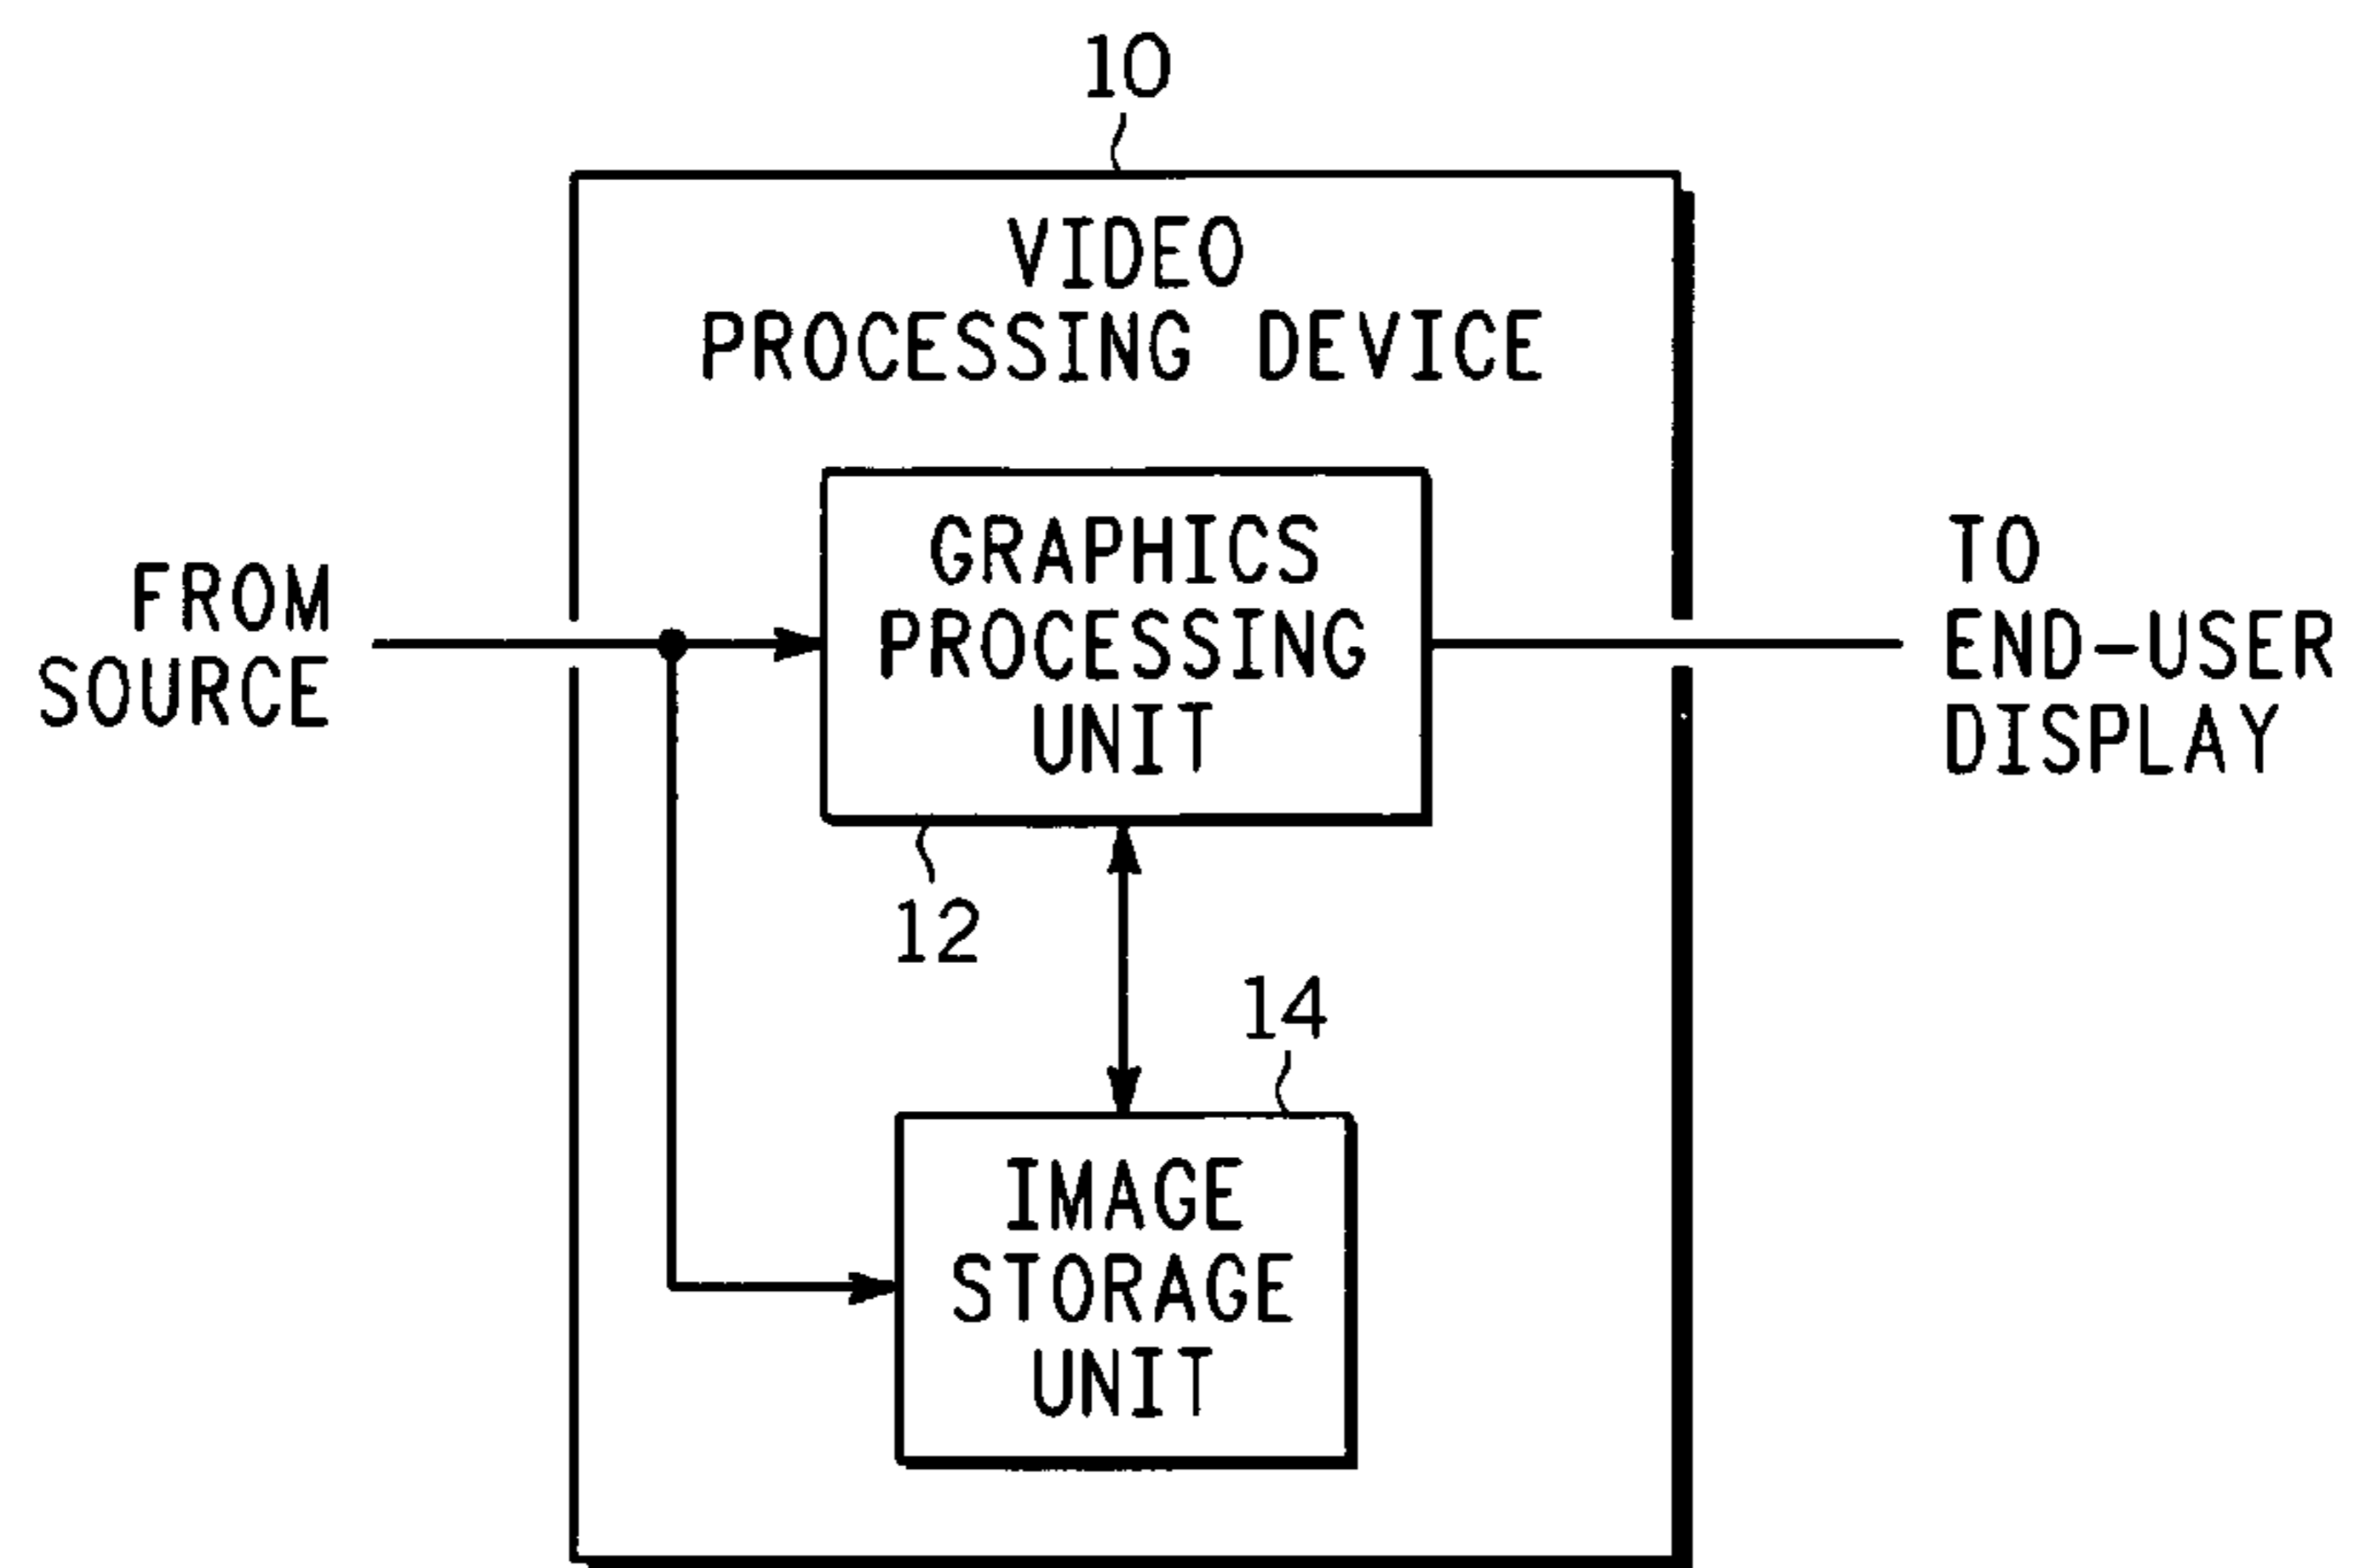 10
VIDEO
PROCESSING DEVICE
FROM
SOURCE
GRAPHICS
PROCESSING
UNIT
TO
END-USER
DISPLAY
12
14
IMAGE
STORAGE
UNIT